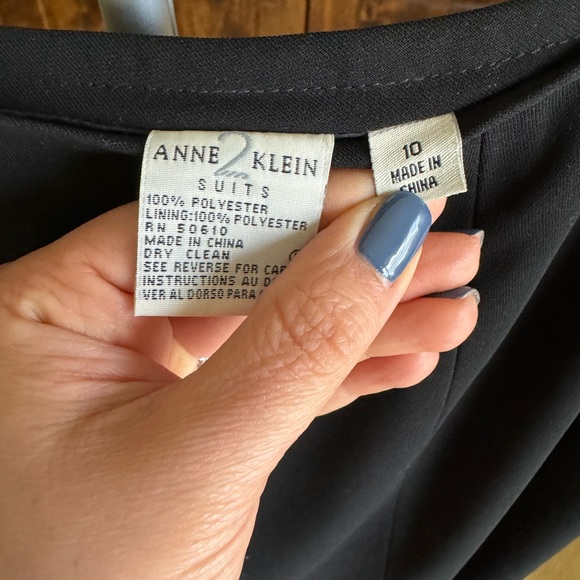 ANNE 2 KLEIN
SUITS
100% POLYESTER
LINING:100% POLYESTER
RN 50610
MADE IN CHINA
DRY CLEAN
SEE REVERSE FOR
INSTRUCTIONS AU
VER AL DORSO PARA
10
MADE IN
CHINA